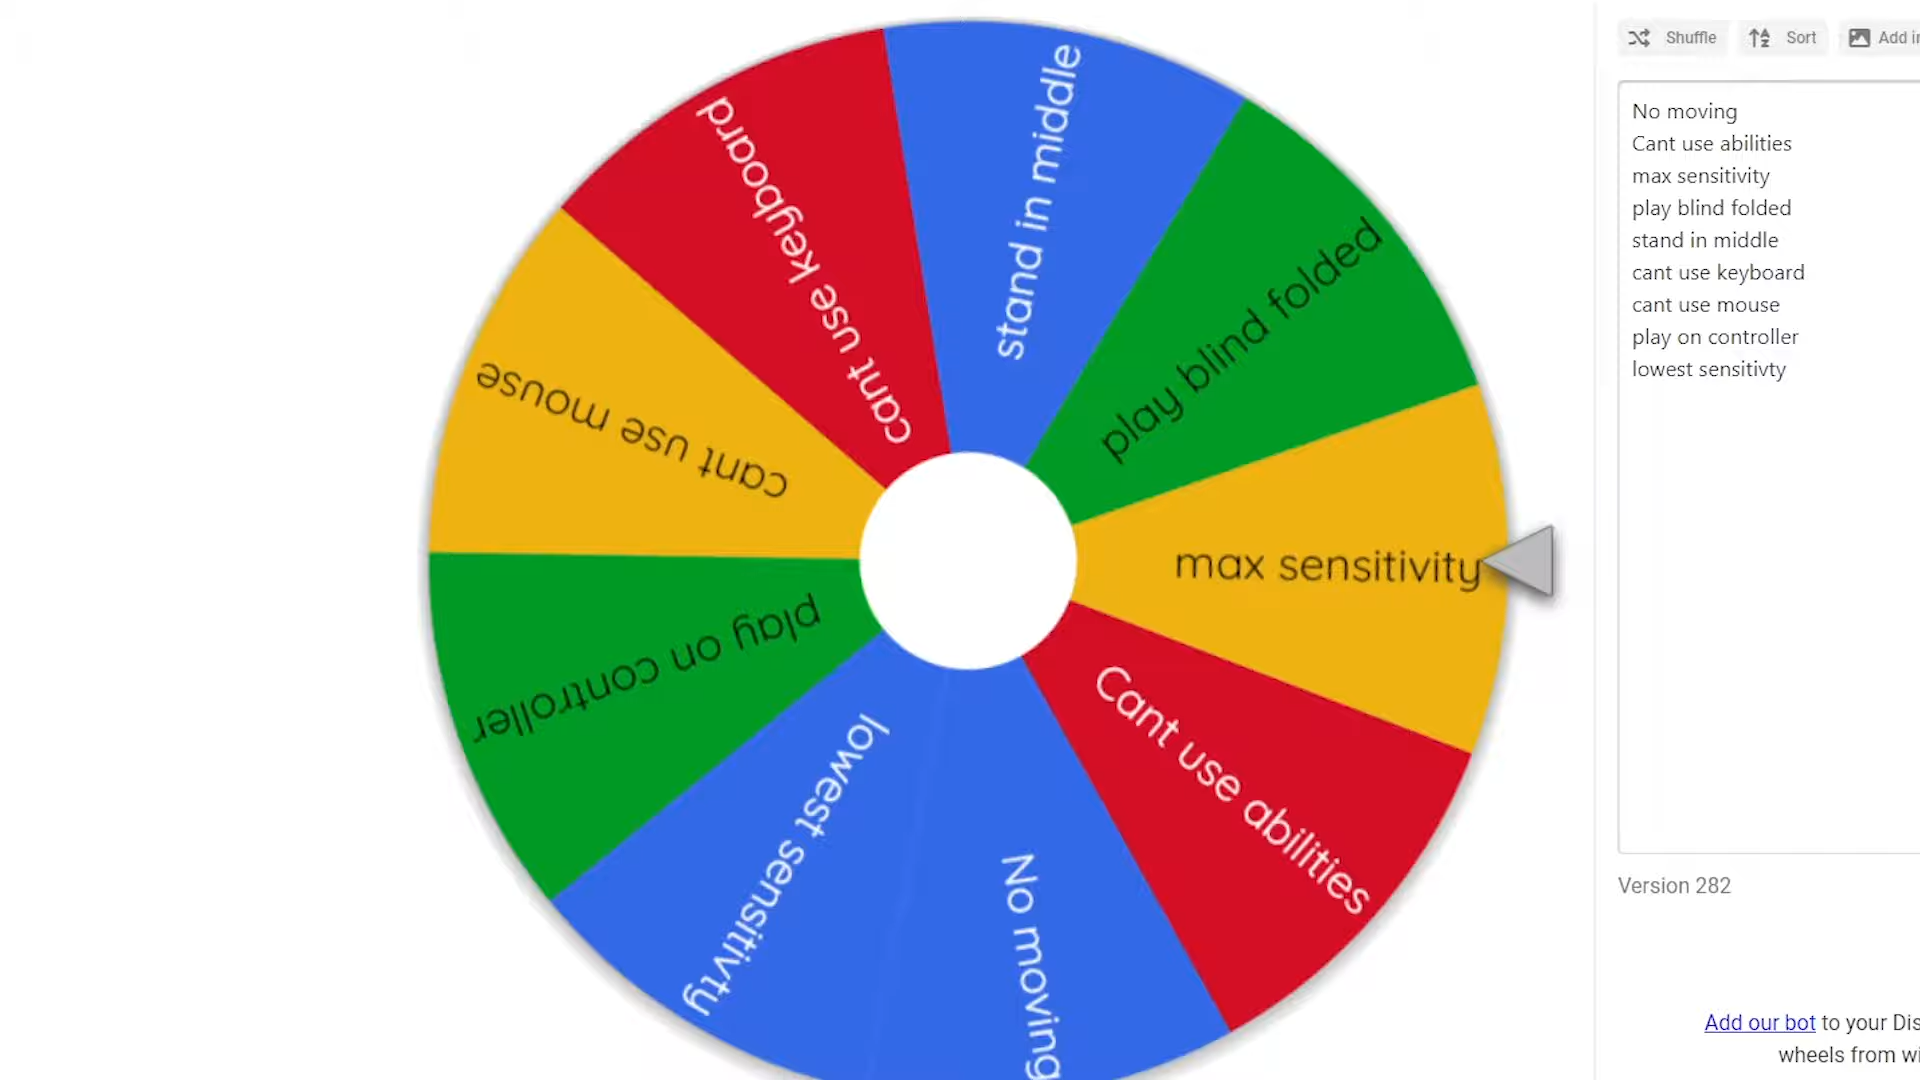 Shuffle
Sort
Add
No moving
Cant use abilities
max sensitivity
play blind folded
stand in middle
cant use keyboard
cant use mouse
play on controller
lowest sensitivty
stand in middle
play blind folded
max sensitivity
Cant use abilities
No moving
lowest sensitivty
play on controller
cant use mouse
cant use keyboard
Version 282
Add our bot to your
wheels from